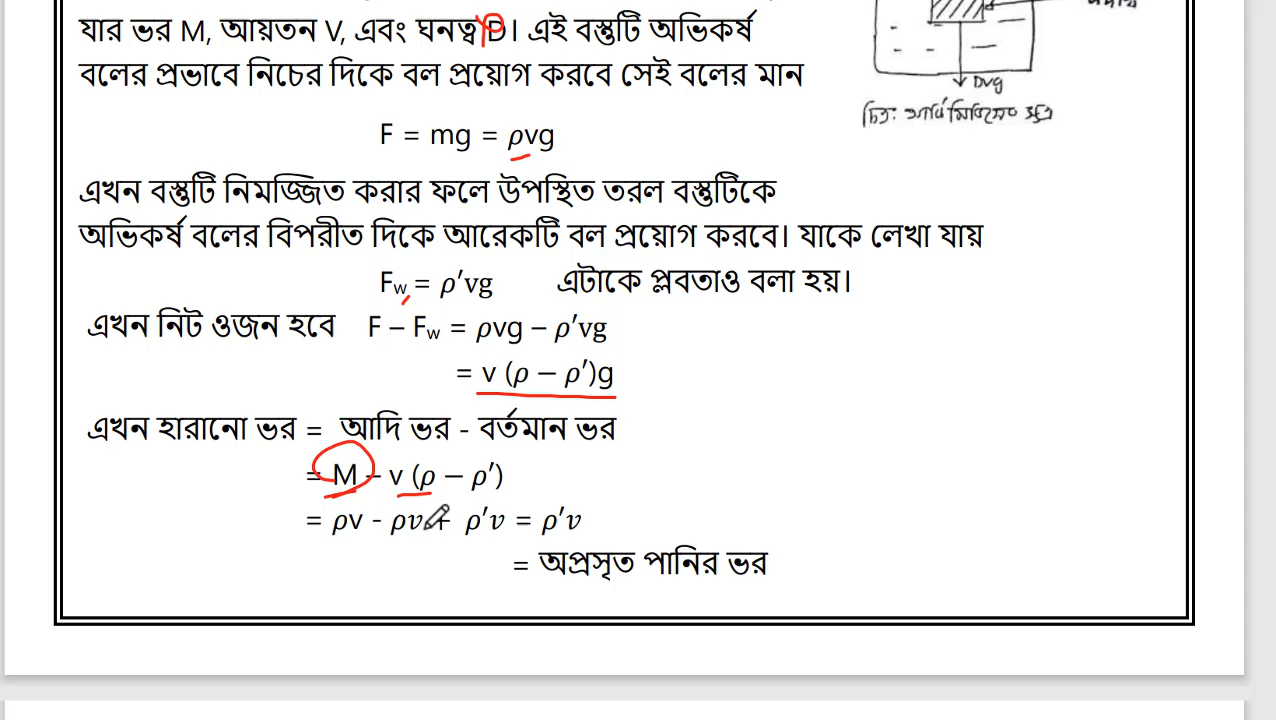 যার ভর M, আয়তন V, এবং ঘনত্ব D। এই বস্তুটি অভিকর্ষ
বলের প্রভাবে নিচের দিকে বল প্রয়োগ করবে সেই বলের মান
DVg
চিত্র:
F = mg = ρvg
এখন বস্তুটি নিমজ্জিত করার ফলে উপস্থিত তরল বস্তুটিকে
অভিকর্ষ বলের বিপরীত দিকে আরেকটি বল প্রয়োগ করবে। যাকে লেখা যায়
Fw = ρ′vg এটাকে প্লবতাও বলা হয়।
এখন নিট ওজন হবে F – Fw = ρvg – ρ′vg
= v (ρ − ρ′)g
এখন হারানো ভর = আদি ভর - বর্তমান ভর
= M – v (ρ − ρ′)
= ρv - ρv + ρ′v = ρ′v
= অপ্রসৃত পানির ভর